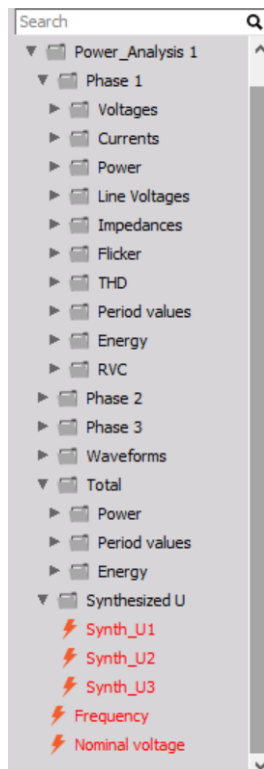 Search
Power_Analysis 1
Phase 1
Voltages
Currents
Power
Line Voltages
Impedances
Flicker
THD
Period values
Energy
RVC
Phase 2
Phase 3
Waveforms
Total
Power
Period values
Energy
Synthesized U
Synth_U1
Synth_U2
Synth_U3
Frequency
Nominal voltage